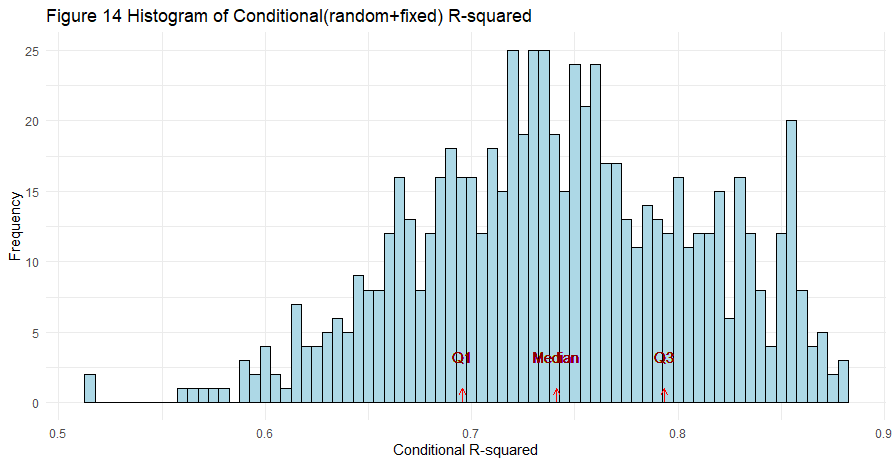 Figure 14 Histogram of Conditional(random+fixed) R-squared
25
20
15
10
5
0
Frequency
Q1 Median Q3
0.5 0.6 0.7 0.8 0.9
Conditional R-squared